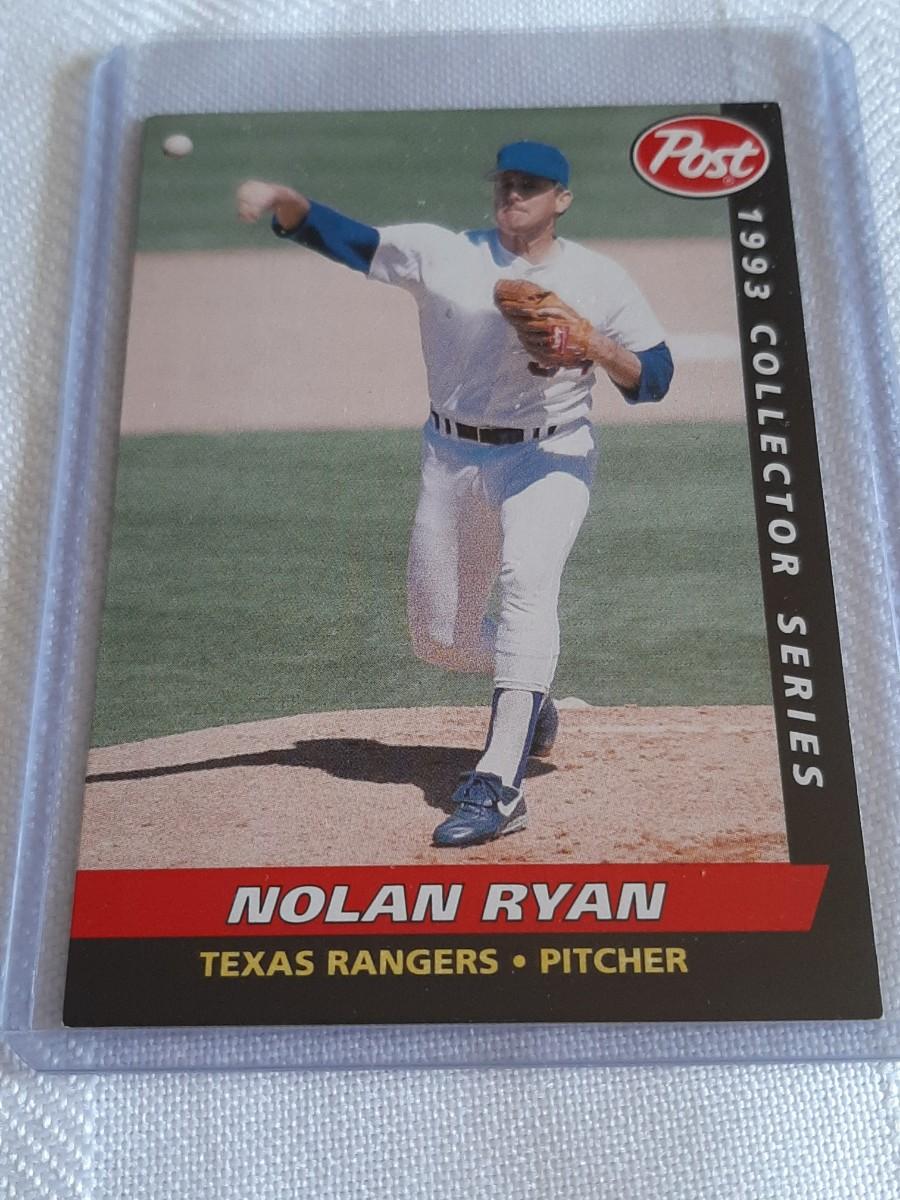 Post
1993 COLLECTOR SERIES
NOLAN RYAN
TEXAS RANGERS • PITCHER